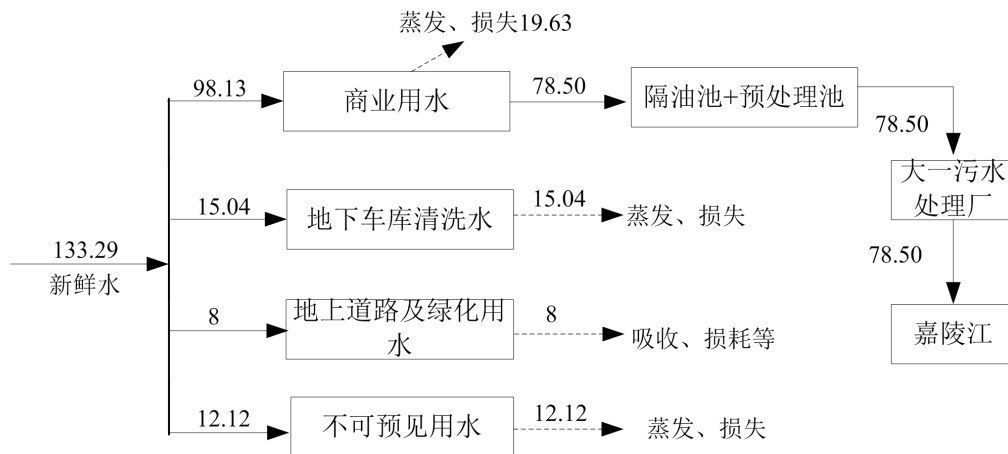 蒸发、损失19.63
98.13
商业用水
78.50
隔油池+预处理池
78.50
大一污水
处理厂
15.04
地下车库清洗水
15.04
蒸发、损失
133.29
新鲜水
78.50
8
地上道路及绿化用
水
8
吸收、损耗等
嘉陵江
12.12
不可预见用水
12.12
蒸发、损失